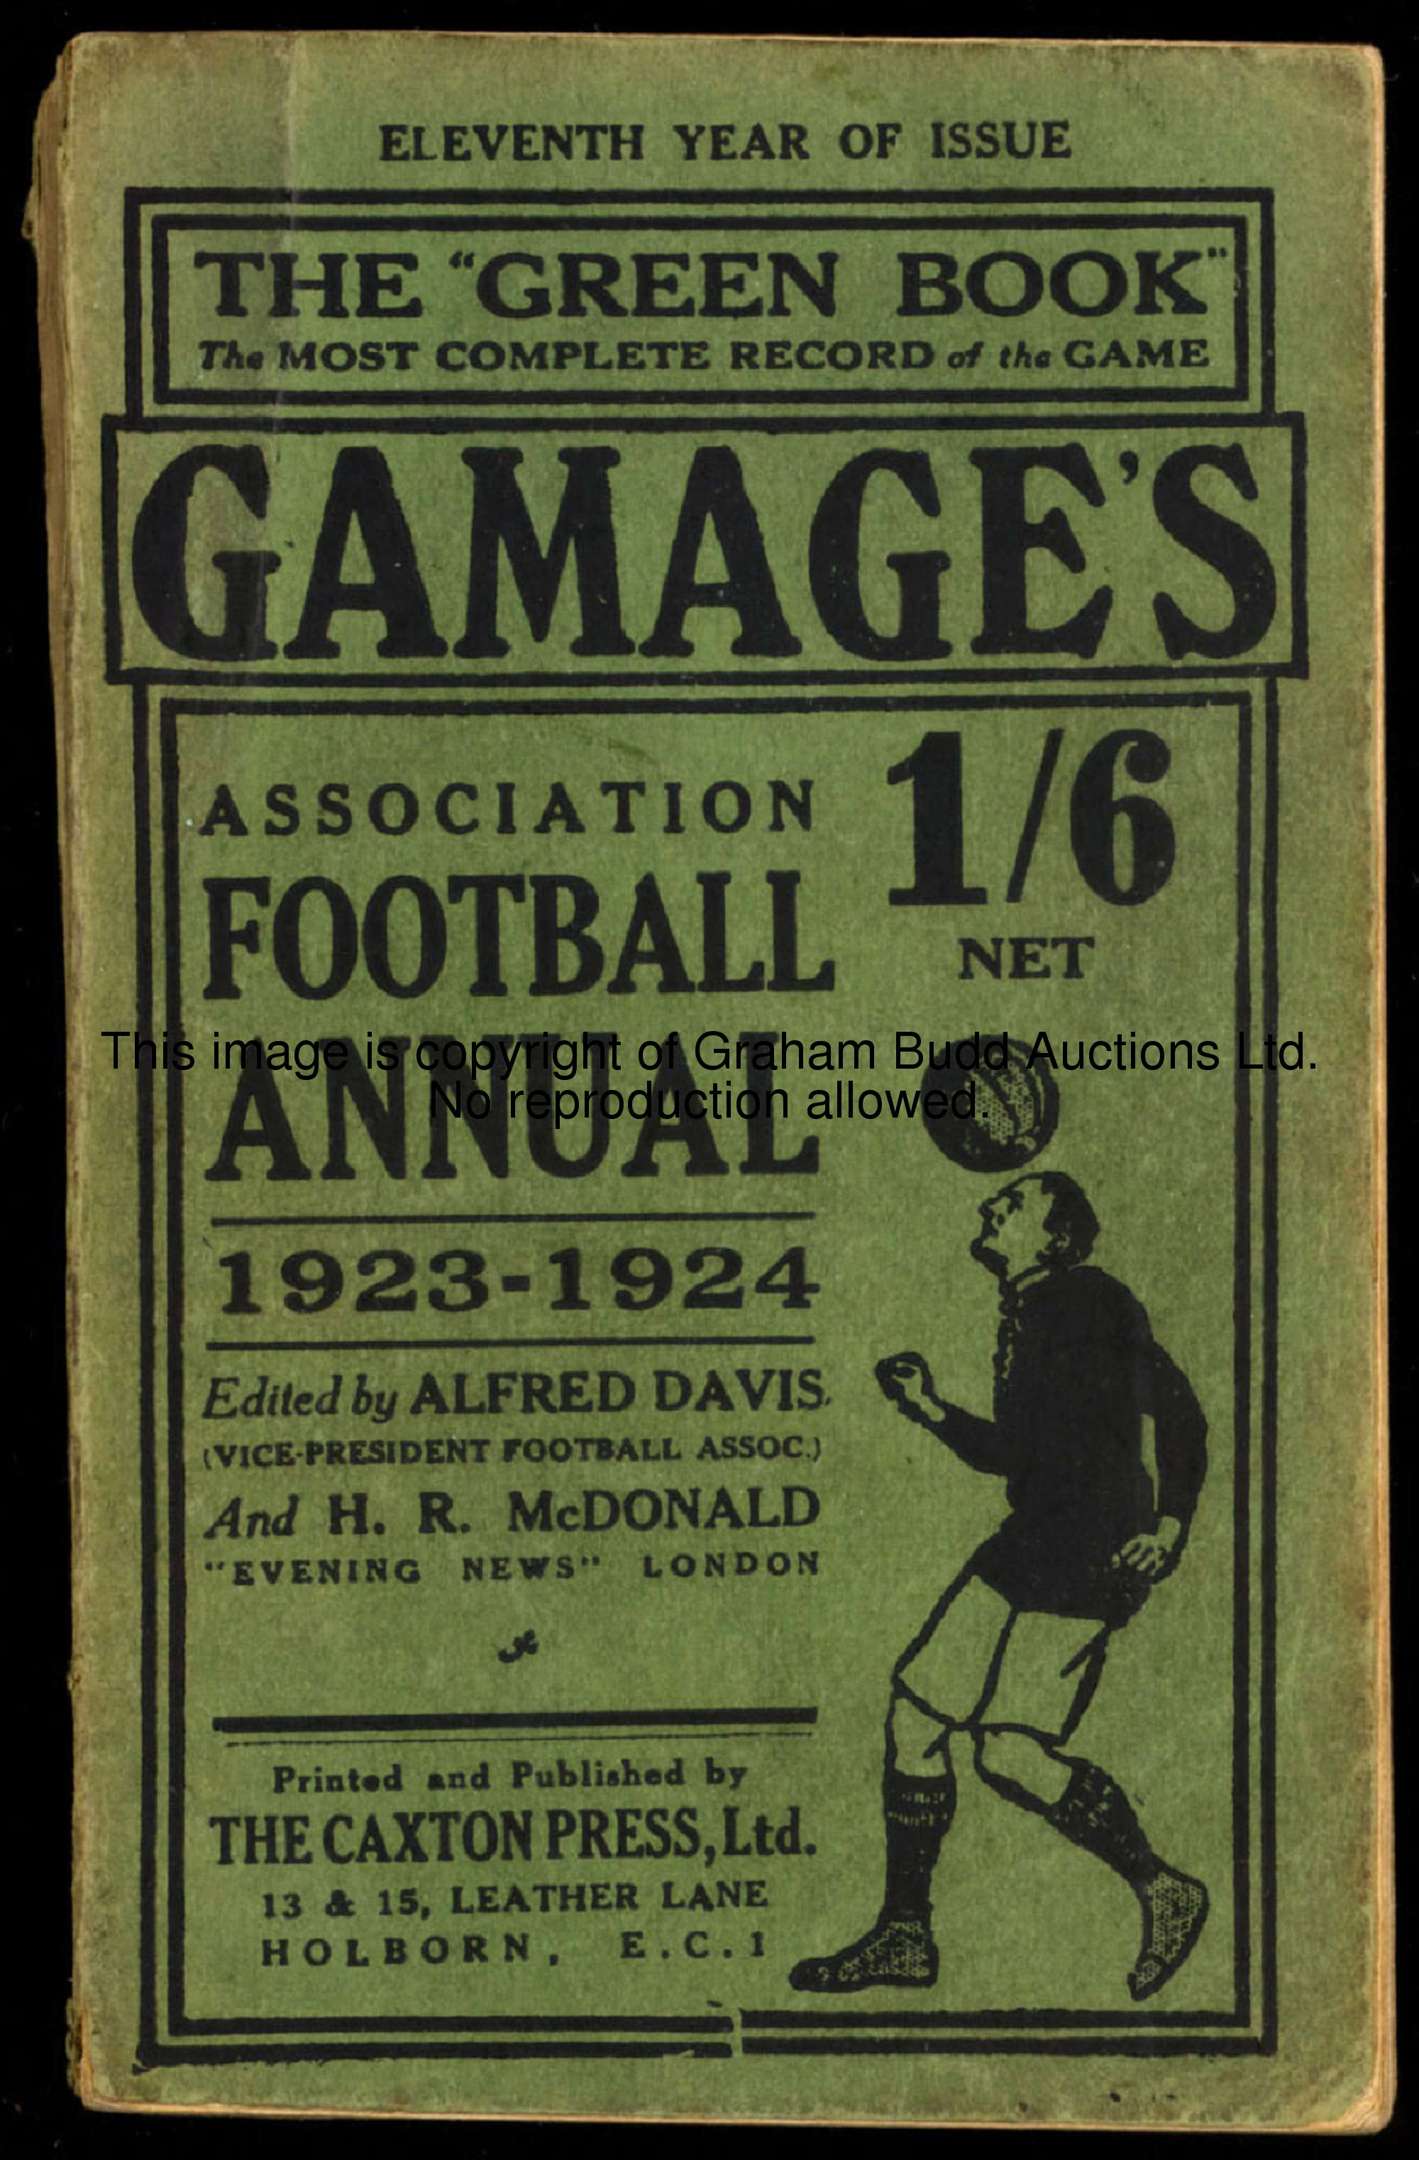 ELEVENTH YEAR OF ISSUE
THE "GREEN BOOK"
The MOST COMPLETE RECORD of the GAME
GAMAGE'S
ASSOCIATION
FOOTBALL
ANNUAL
1/6
NET
This image is copyright of Graham Budd Auctions Ltd.
No reproduction allowed.
1923-1924
Edited by ALFRED DAVIS.
(VICE-PRESIDENT FOOTBALL ASSOC.)
And H. R. McDONALD
"EVENING NEWS" LONDON
Printed and Published by
THE CAXTON PRESS, Ltd.
13 & 15, LEATHER LANE
HOLBORN, E.C.1